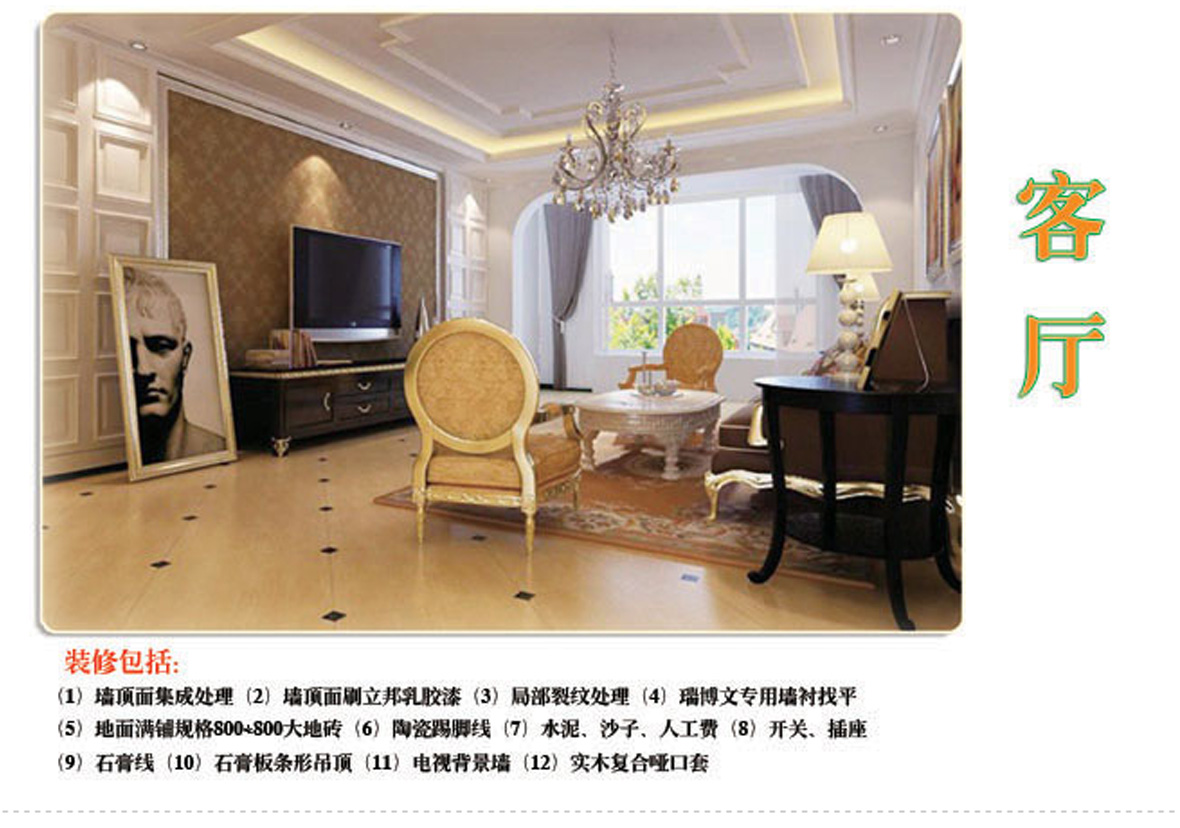 客厅
装修包括:
(1) 墙顶面集成处理 (2) 墙顶面刷立邦乳胶漆 (3) 局部裂纹处理 (4) 瑞博文专用墙衬找平
(5) 地面满铺规格800*800大地砖 (6) 陶瓷踢脚线 (7) 水泥、沙子、人工费 (8) 开关、插座
(9) 石膏线 (10) 石膏板条形吊顶 (11) 电视背景墙 (12) 实木复合哑口套